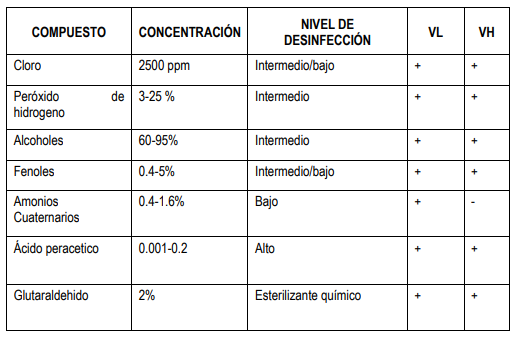 COMPUESTO CONCENTRACIÓN NIVEL DE DESINFECCIÓN VL VH
Cloro 2500 ppm Intermedio/bajo + +
Peróxido de hidrogeno 3-25 % Intermedio + +
Alcoholes 60-95% Intermedio + +
Fenoles 0.4-5% Intermedio/bajo + +
Amonios Cuaternarios 0.4-1.6% Bajo + -
Ácido peracetico 0.001-0.2 Alto + +
Glutaraldehido 2% Esterilizante químico + +